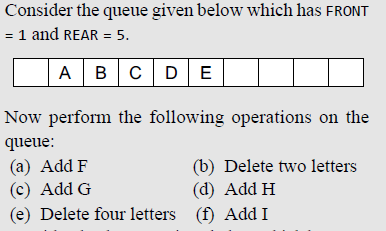 Consider the queue given below which has FRONT
= 1 and REAR = 5.
A B C D E
Now perform the following operations on the
queue:
(a) Add F (b) Delete two letters
(c) Add G (d) Add H
(e) Delete four letters (f) Add I